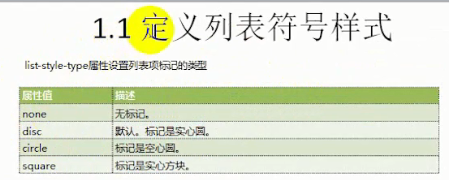 1.1 定义列表符号样式
list-style-type属性设置列表项标记的类型
属性值 描述
none 无标记。
disc 默认。标记是实心圆。
circle 标记是空心圆。
square 标记是实心方块。